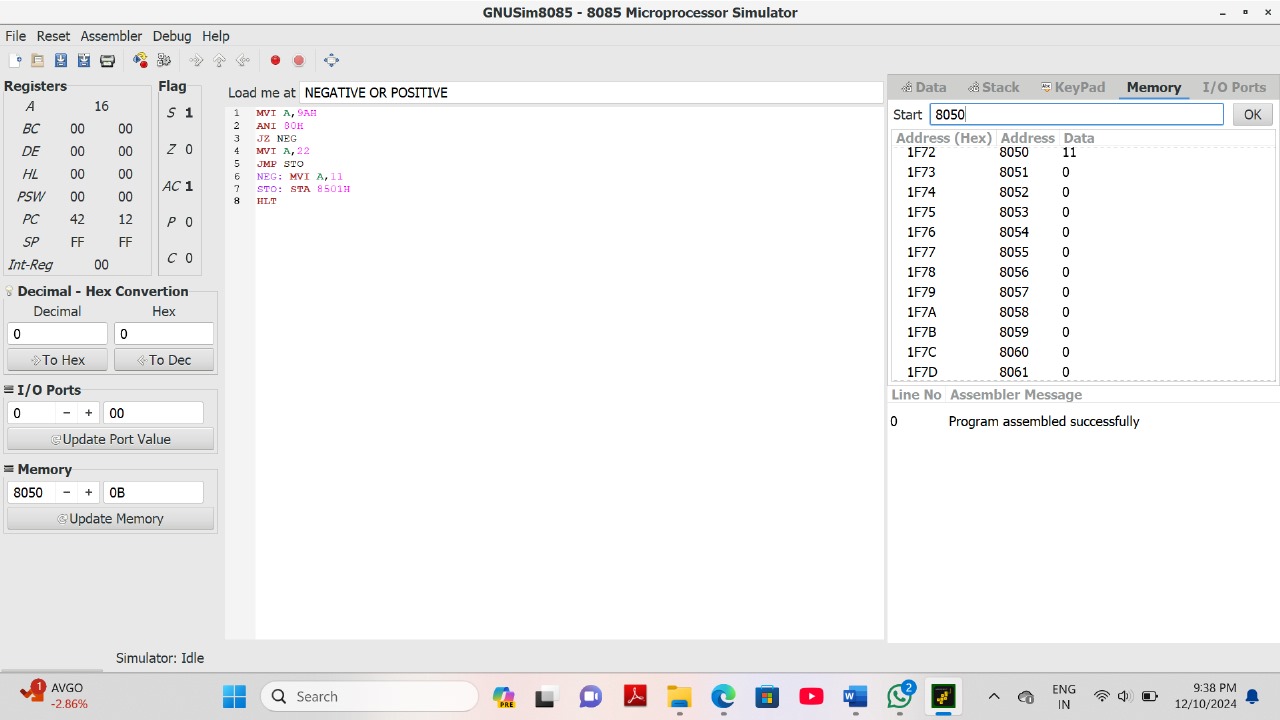 GNUSim8085 - 8085 Microprocessor Simulator
File Reset Assembler Debug Help
Registers
A 16
BC 00 00
DE 00 00
HL 00 00
PSW 00 00
PC 42 12
SP FF FF
Int-Reg 00
Flag
S 1
Z 0
AC 1
P 0
C 0
Decimal - Hex Convertion
Decimal Hex
0 0
To Hex To Dec
I/O Ports
0 - + 00
Update Port Value
Memory
8050 - + 0B
Update Memory
Load me at NEGATIVE OR POSITIVE
1 MVI A,9AH
2 ANI 80H
3 JZ NEG
4 MVI A,22
5 JMP STO
6 NEG: MVI A,11
7 STO: STA 8501H
8 HLT
Data Stack KeyPad Memory I/O Ports
Start 8050 OK
Address (Hex) Address Data
1F72 8050 11
1F73 8051 0
1F74 8052 0
1F75 8053 0
1F76 8054 0
1F77 8055 0
1F78 8056 0
1F79 8057 0
1F7A 8058 0
1F7B 8059 0
1F7C 8060 0
1F7D 8061 0
Line No Assembler Message
0 Program assembled successfully
Simulator: Idle
1
AVGO
-2.86%
Search
PRE
2
ENG
IN
9:38 PM
12/10/2024